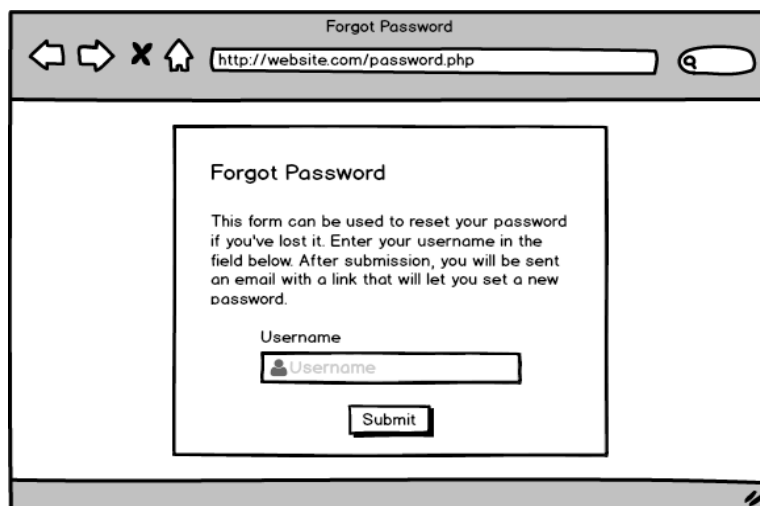 Forgot Password
http://website.com/password.php
Forgot Password
This form can be used to reset your password
if you've lost it. Enter your username in the
field below. After submission, you will be sent
an email with a link that will let you set a new
password.
Username
Username
Submit